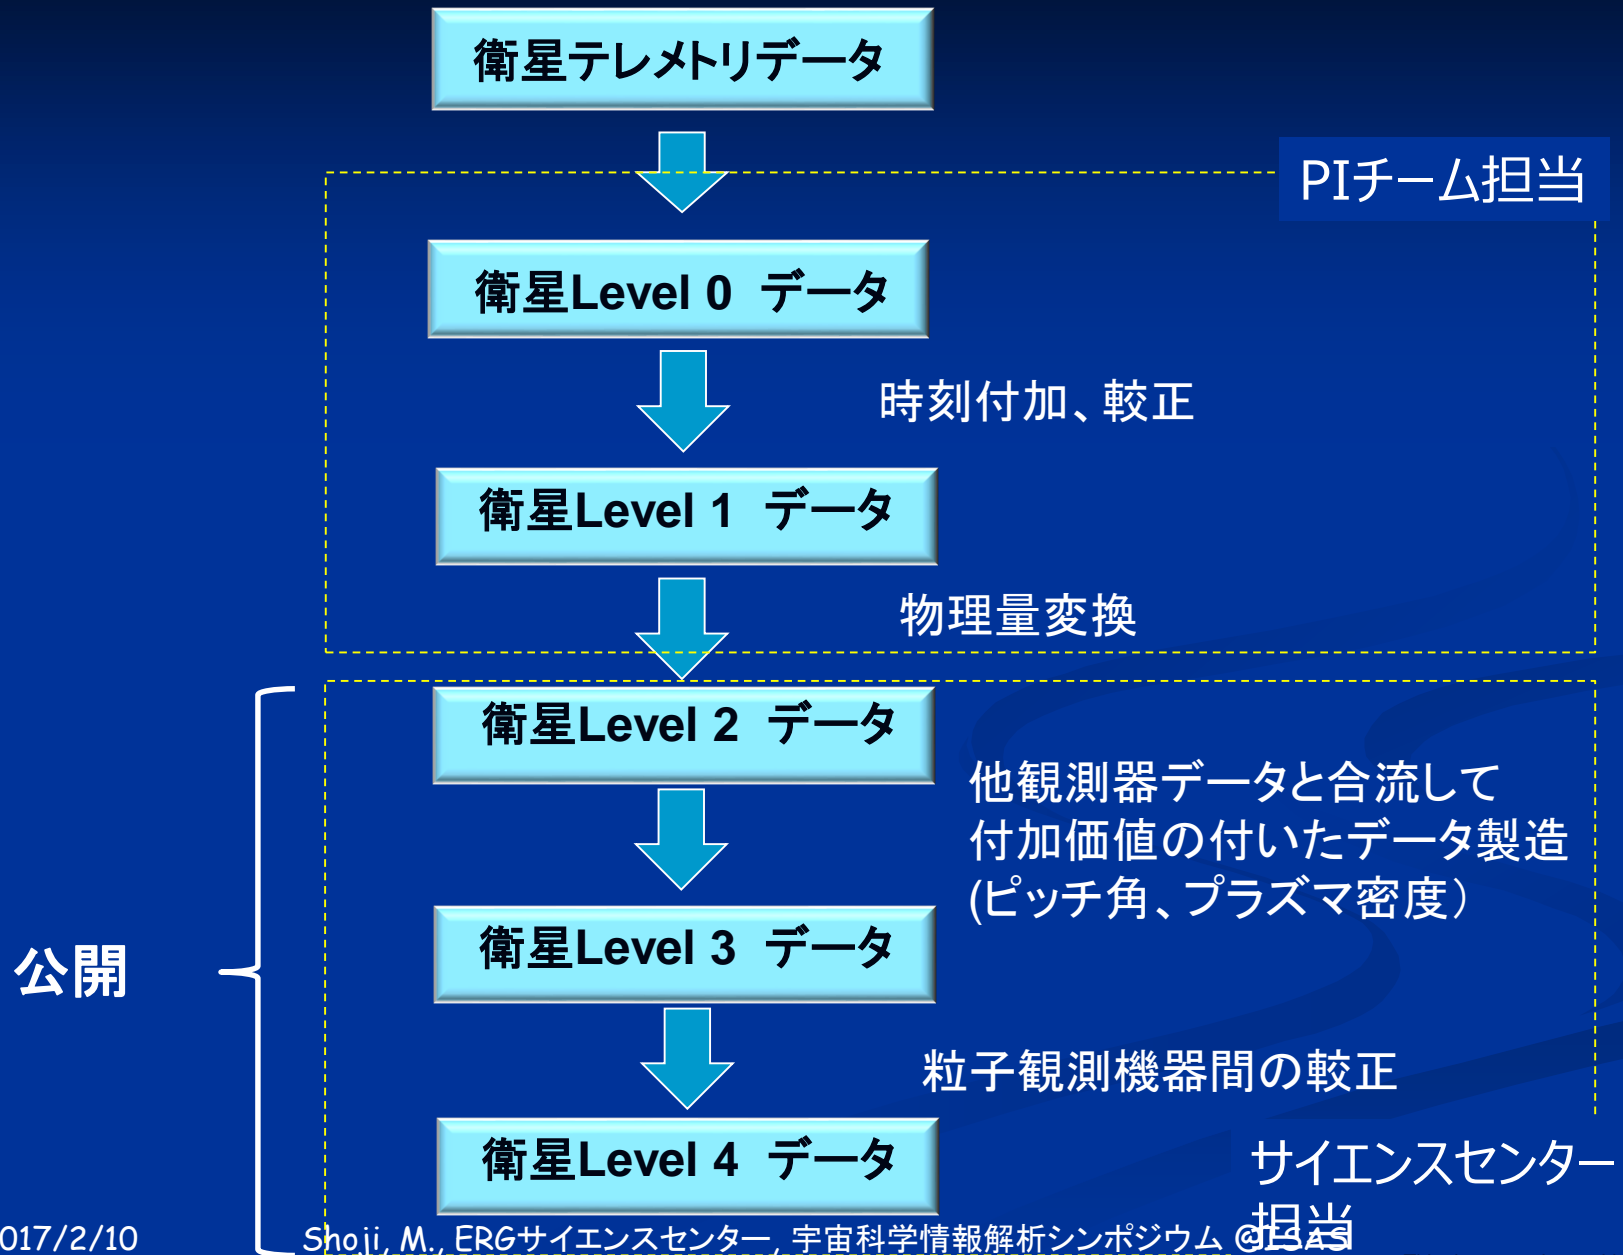 衛星テレメトリデータ
PIチーム担当
衛星Level 0 データ
時刻付加、較正
衛星Level 1 データ
物理量変換
衛星Level 2 データ
他観測器データと合流して
付加価値の付いたデータ製造
(ピッチ角、プラズマ密度）
衛星Level 3 データ
公開
粒子観測機器間の較正
衛星Level 4 データ
サイエンスセンター
担当
017/2/10
Shoji, M., ERGサイエンスセンター, 宇宙科学情報解析シンポジウム @ISAS